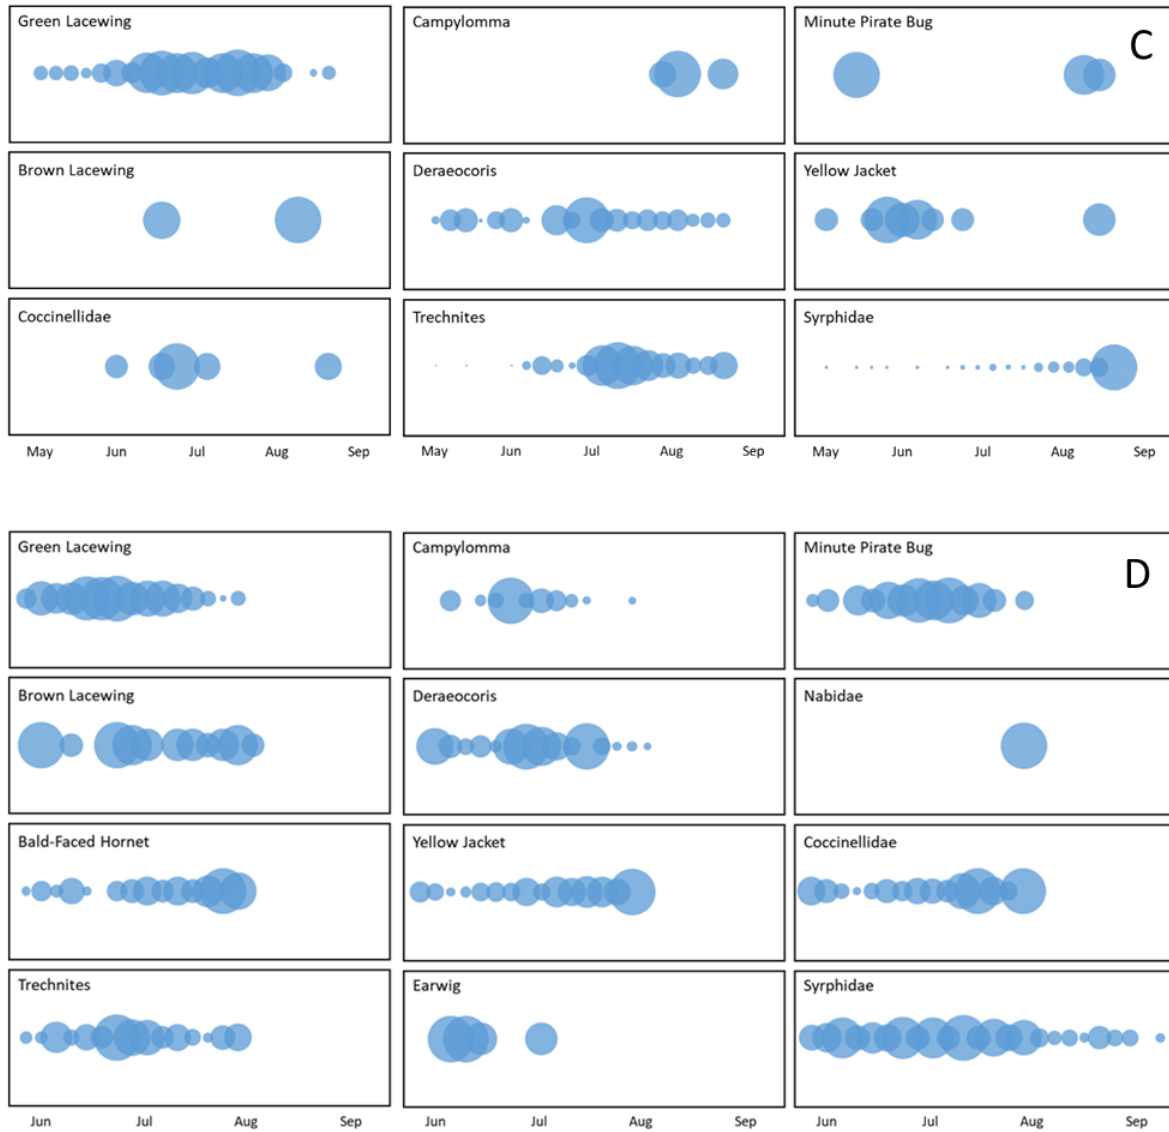 Green Lacewing
Campylomma
Minute Pirate Bug
C
Brown Lacewing
Deraeocoris
Yellow Jacket
Coccinellidae
Trechnites
Syrphidae
May Jun Jul Aug Sep
May Jun Jul Aug Sep
May Jun Jul Aug Sep
Green Lacewing
Campylomma
Minute Pirate Bug
D
Brown Lacewing
Deraeocoris
Nabidae
Bald-Faced Hornet
Yellow Jacket
Coccinellidae
Trechnites
Earwig
Syrphidae
Jun Jul Aug Sep
Jun Jul Aug Sep
Jun Jul Aug Sep